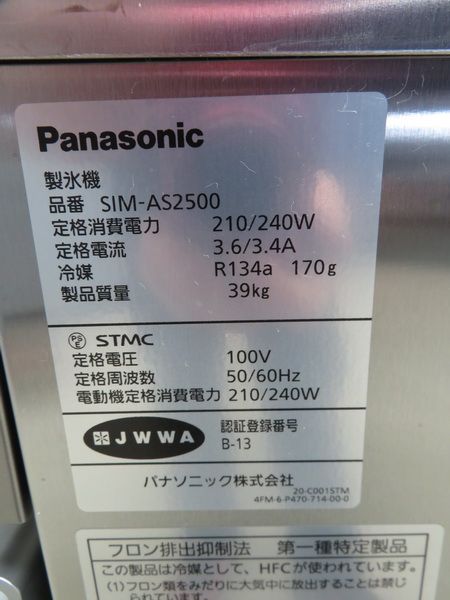 Panasonic
製氷機
品番 SIM-AS2500
定格消費電力 210/240W
定格電流 3.6/3.4A
冷媒 R134a 170g
製品質量 39kg
PSE STMC
定格電圧 100V
定格周波数 50/60Hz
電動機定格消費電力 210/240W
JWWA 認証登録番号
B-13
パナソニック株式会社
20-C001STM
4FM-6-P470-714-00-0
フロン排出抑制法 第一種特定製品
この製品は冷媒として、HFCが使われています。
(1)フロン類をみだりに大気中に放出することは禁じ
られています。